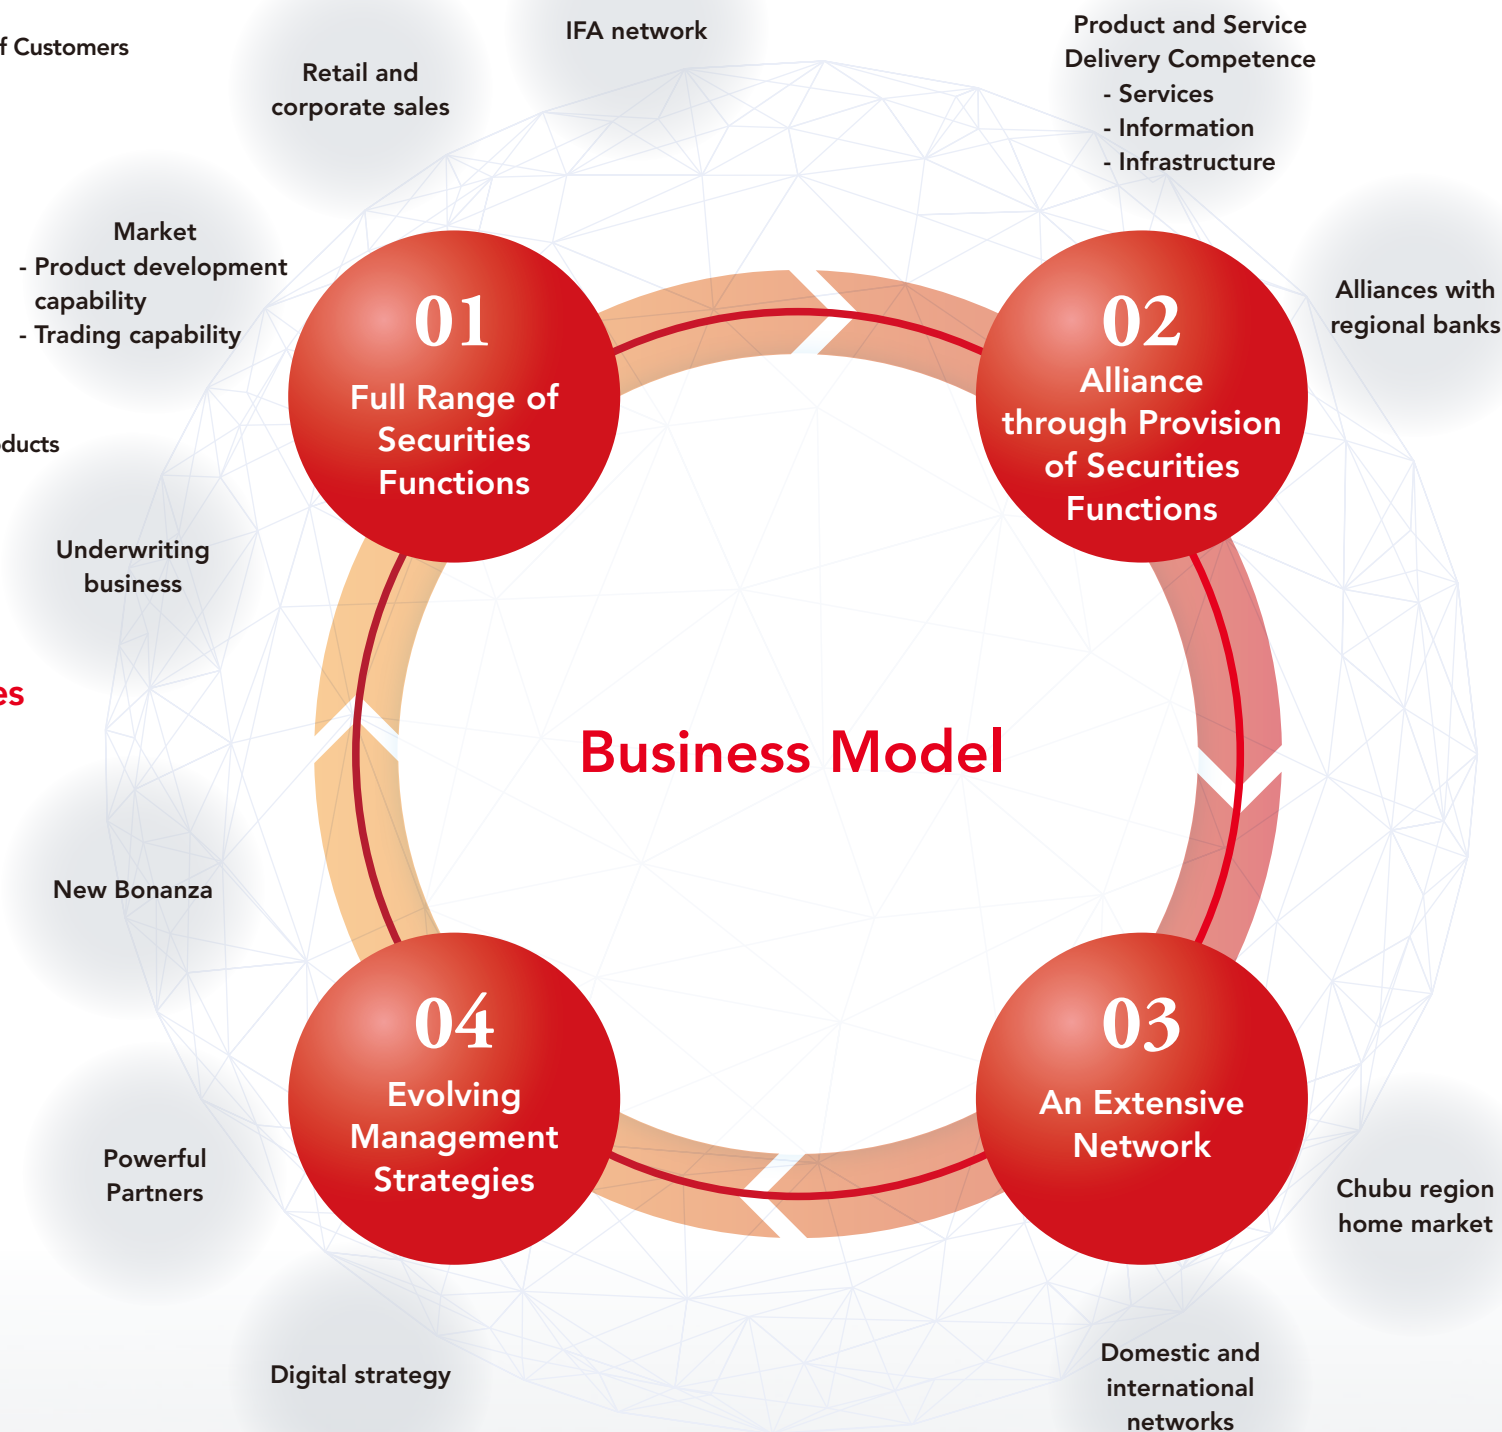 IFA network
Product and Service
Delivery Competence
- Services
- Information
- Infrastructure
f Customers
Retail and
corporate sales
Market
- Product development
capability
- Trading capability
Alliances with
regional banks
01
Full Range of
Securities
Functions
02
Alliance
through Provision
of Securities
Functions
ducts
Underwriting
business
es
Business Model
New Bonanza
04
Evolving
Management
Strategies
03
An Extensive
Network
Powerful
Partners
Chubu region
home market
Digital strategy
Domestic and
international
networks